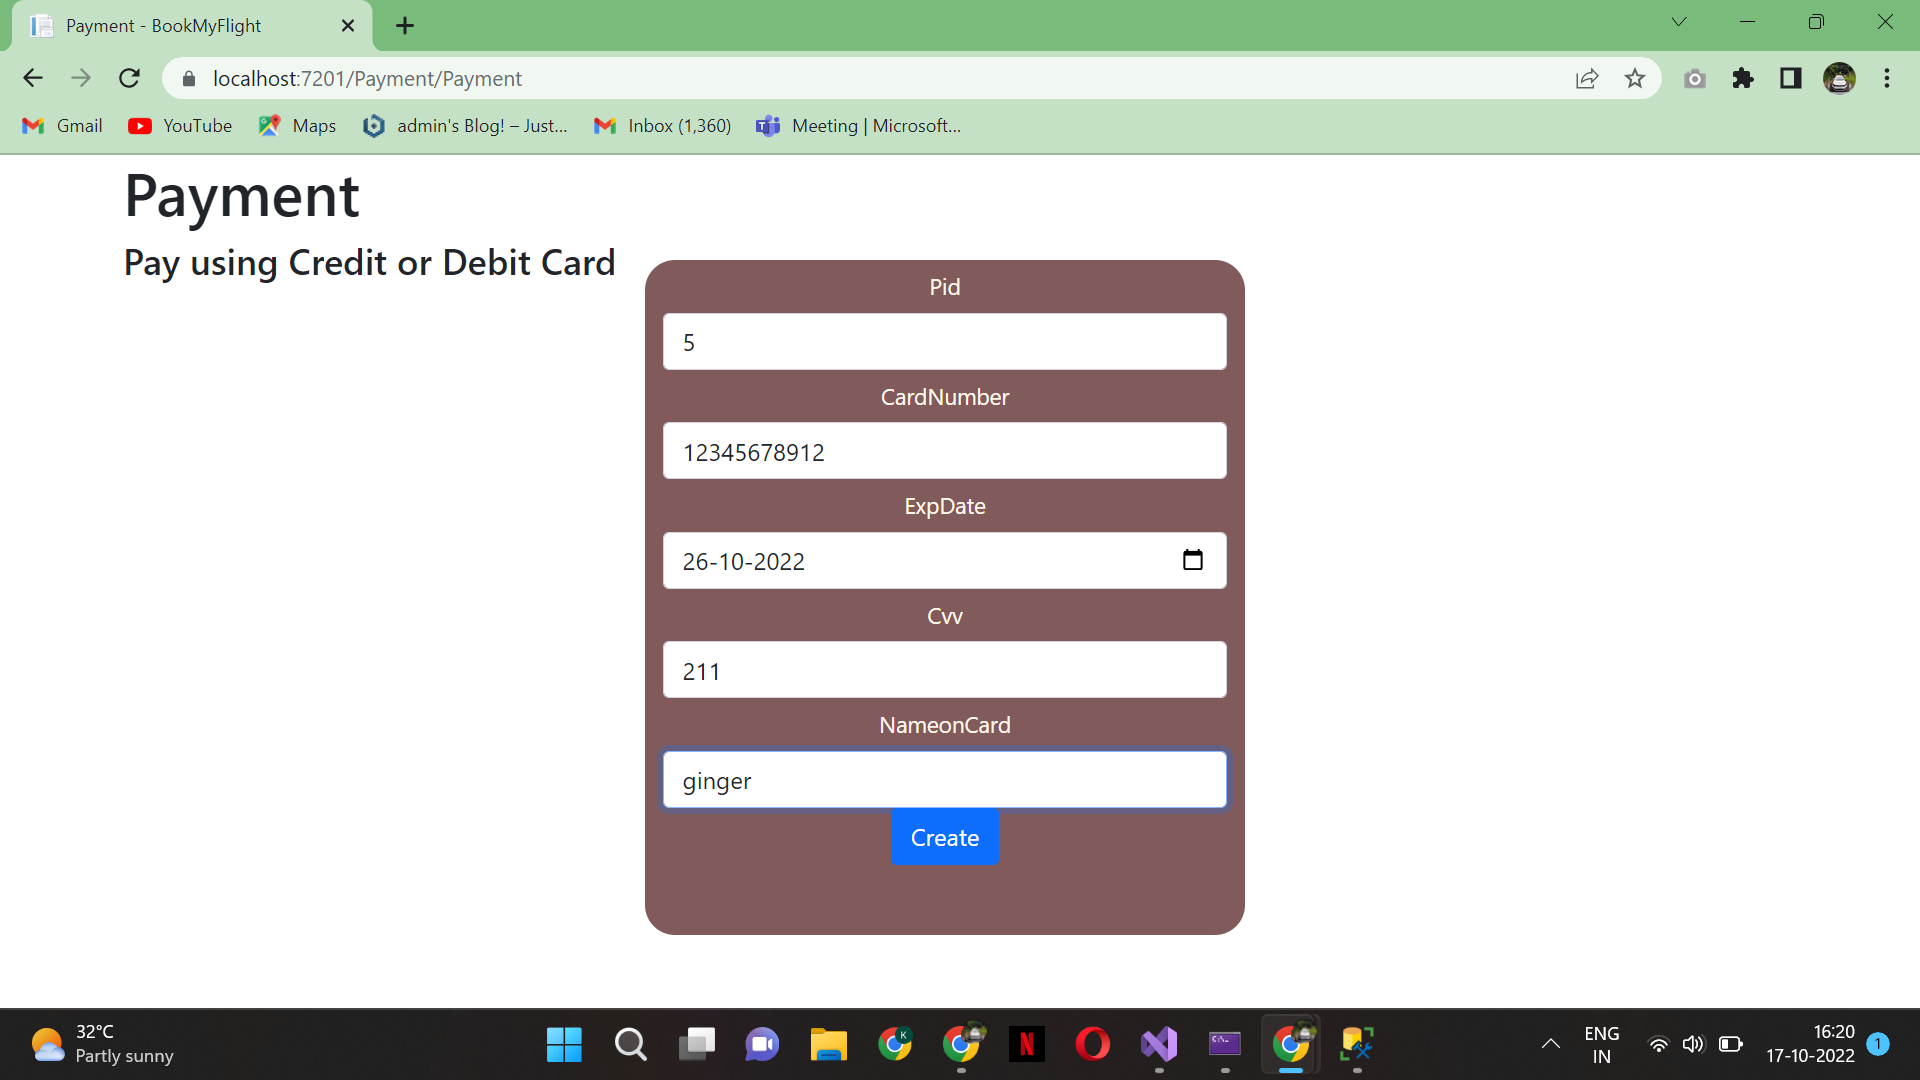 Payment - BookMyFlight
localhost:7201/Payment/Payment
Gmail YouTube Maps admin's Blog! – Just... Inbox (1,360) Meeting | Microsoft...
Payment
Pay using Credit or Debit Card
Pid
5
CardNumber
12345678912
ExpDate
26-10-2022
Cvv
211
NameonCard
ginger
Create
32°C
Partly sunny
K
N
T
C:\_
ENG
IN
16:20
17-10-2022
1